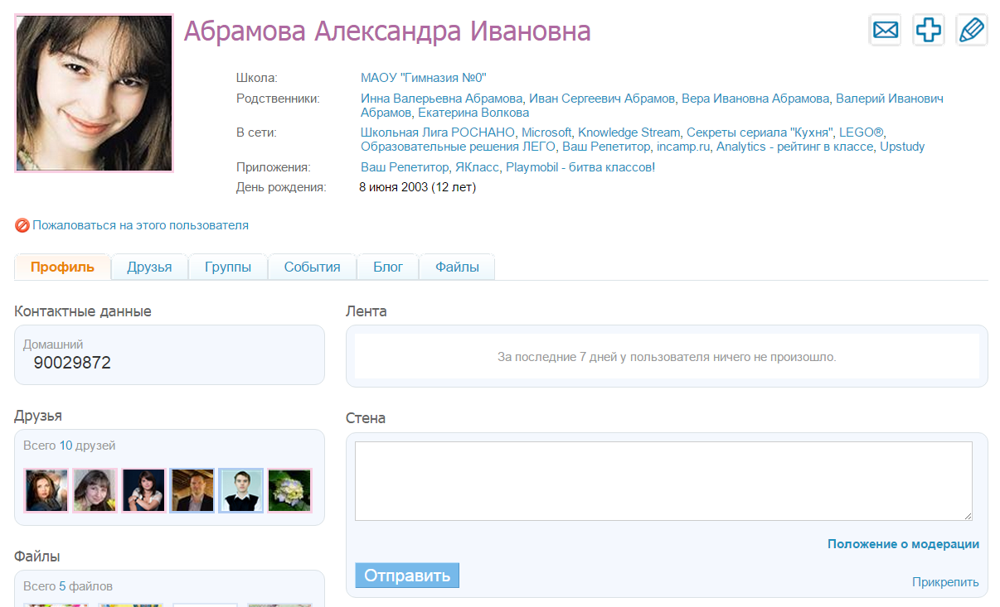 Абрамова Александра Ивановна
Школа: МАОУ "Гимназия №0"
Родственники: Инна Валерьевна Абрамова, Иван Сергеевич Абрамов, Вера Ивановна Абрамова, Валерий Иванович
Абрамов, Екатерина Волкова
В сети: Школьная Лига РОСНАНО, Microsoft, Knowledge Stream, Секреты сериала "Кухня", LEGO®,
Образовательные решения ЛЕГО, Ваш Репетитор, incamp.ru, Analytics - рейтинг в классе, Upstudy
Приложения: Ваш Репетитор, ЯКласс, Playmobil - битва классов!
День рождения: 8 июня 2003 (12 лет)
Пожаловаться на этого пользователя
Профиль Друзья Группы События Блог Файлы
Контактные данные
Домашний
90029872
Друзья
Всего 10 друзей
Файлы
Всего 5 файлов
Лента
За последние 7 дней у пользователя ничего не произошло.
Стена
Положение о модерации
Отправить
Прикрепить